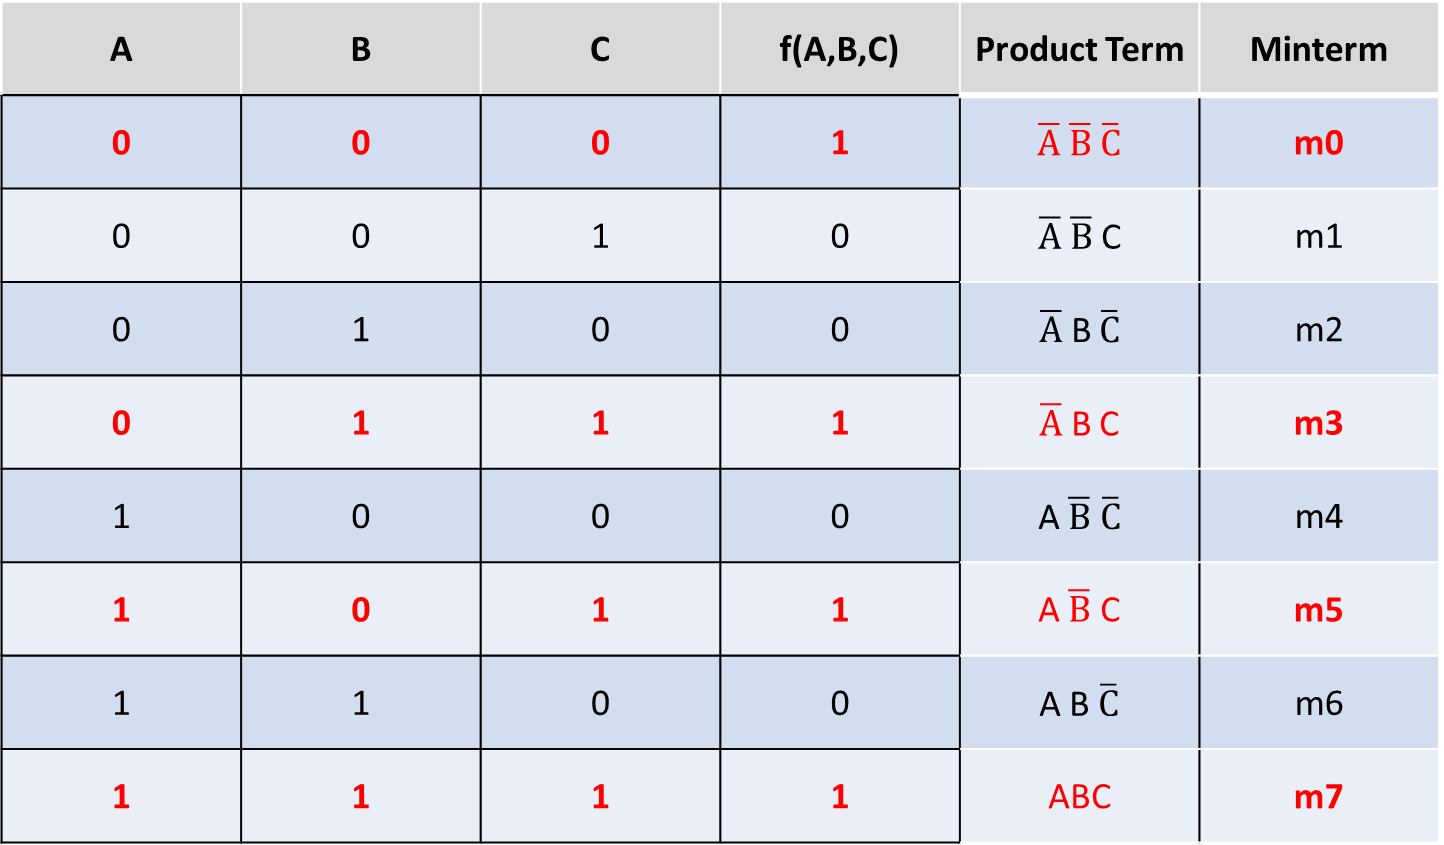 A B C f(A,B,C) Product Term Minterm
0 0 0 1 A̅ B̅ C̅ m0
0 0 1 0 A̅ B̅ C m1
0 1 0 0 A̅ B C̅ m2
0 1 1 1 A̅ B C m3
1 0 0 0 A B̅ C̅ m4
1 0 1 1 A B̅ C m5
1 1 0 0 A B C̅ m6
1 1 1 1 ABC m7